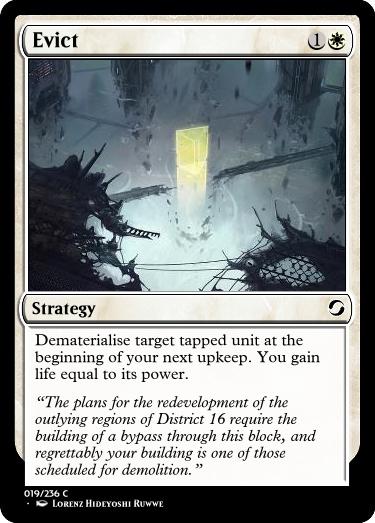 Evict
1
Strategy
Dematerialise target tapped unit at the
beginning of your next upkeep. You gain
life equal to its power.
“The plans for the redevelopment of the
outlying regions of District 16 require the
building of a bypass through this block, and
regrettably your building is one of those
scheduled for demolition.”
019/236 C
· Lorenz Hideyoshi Ruwwe